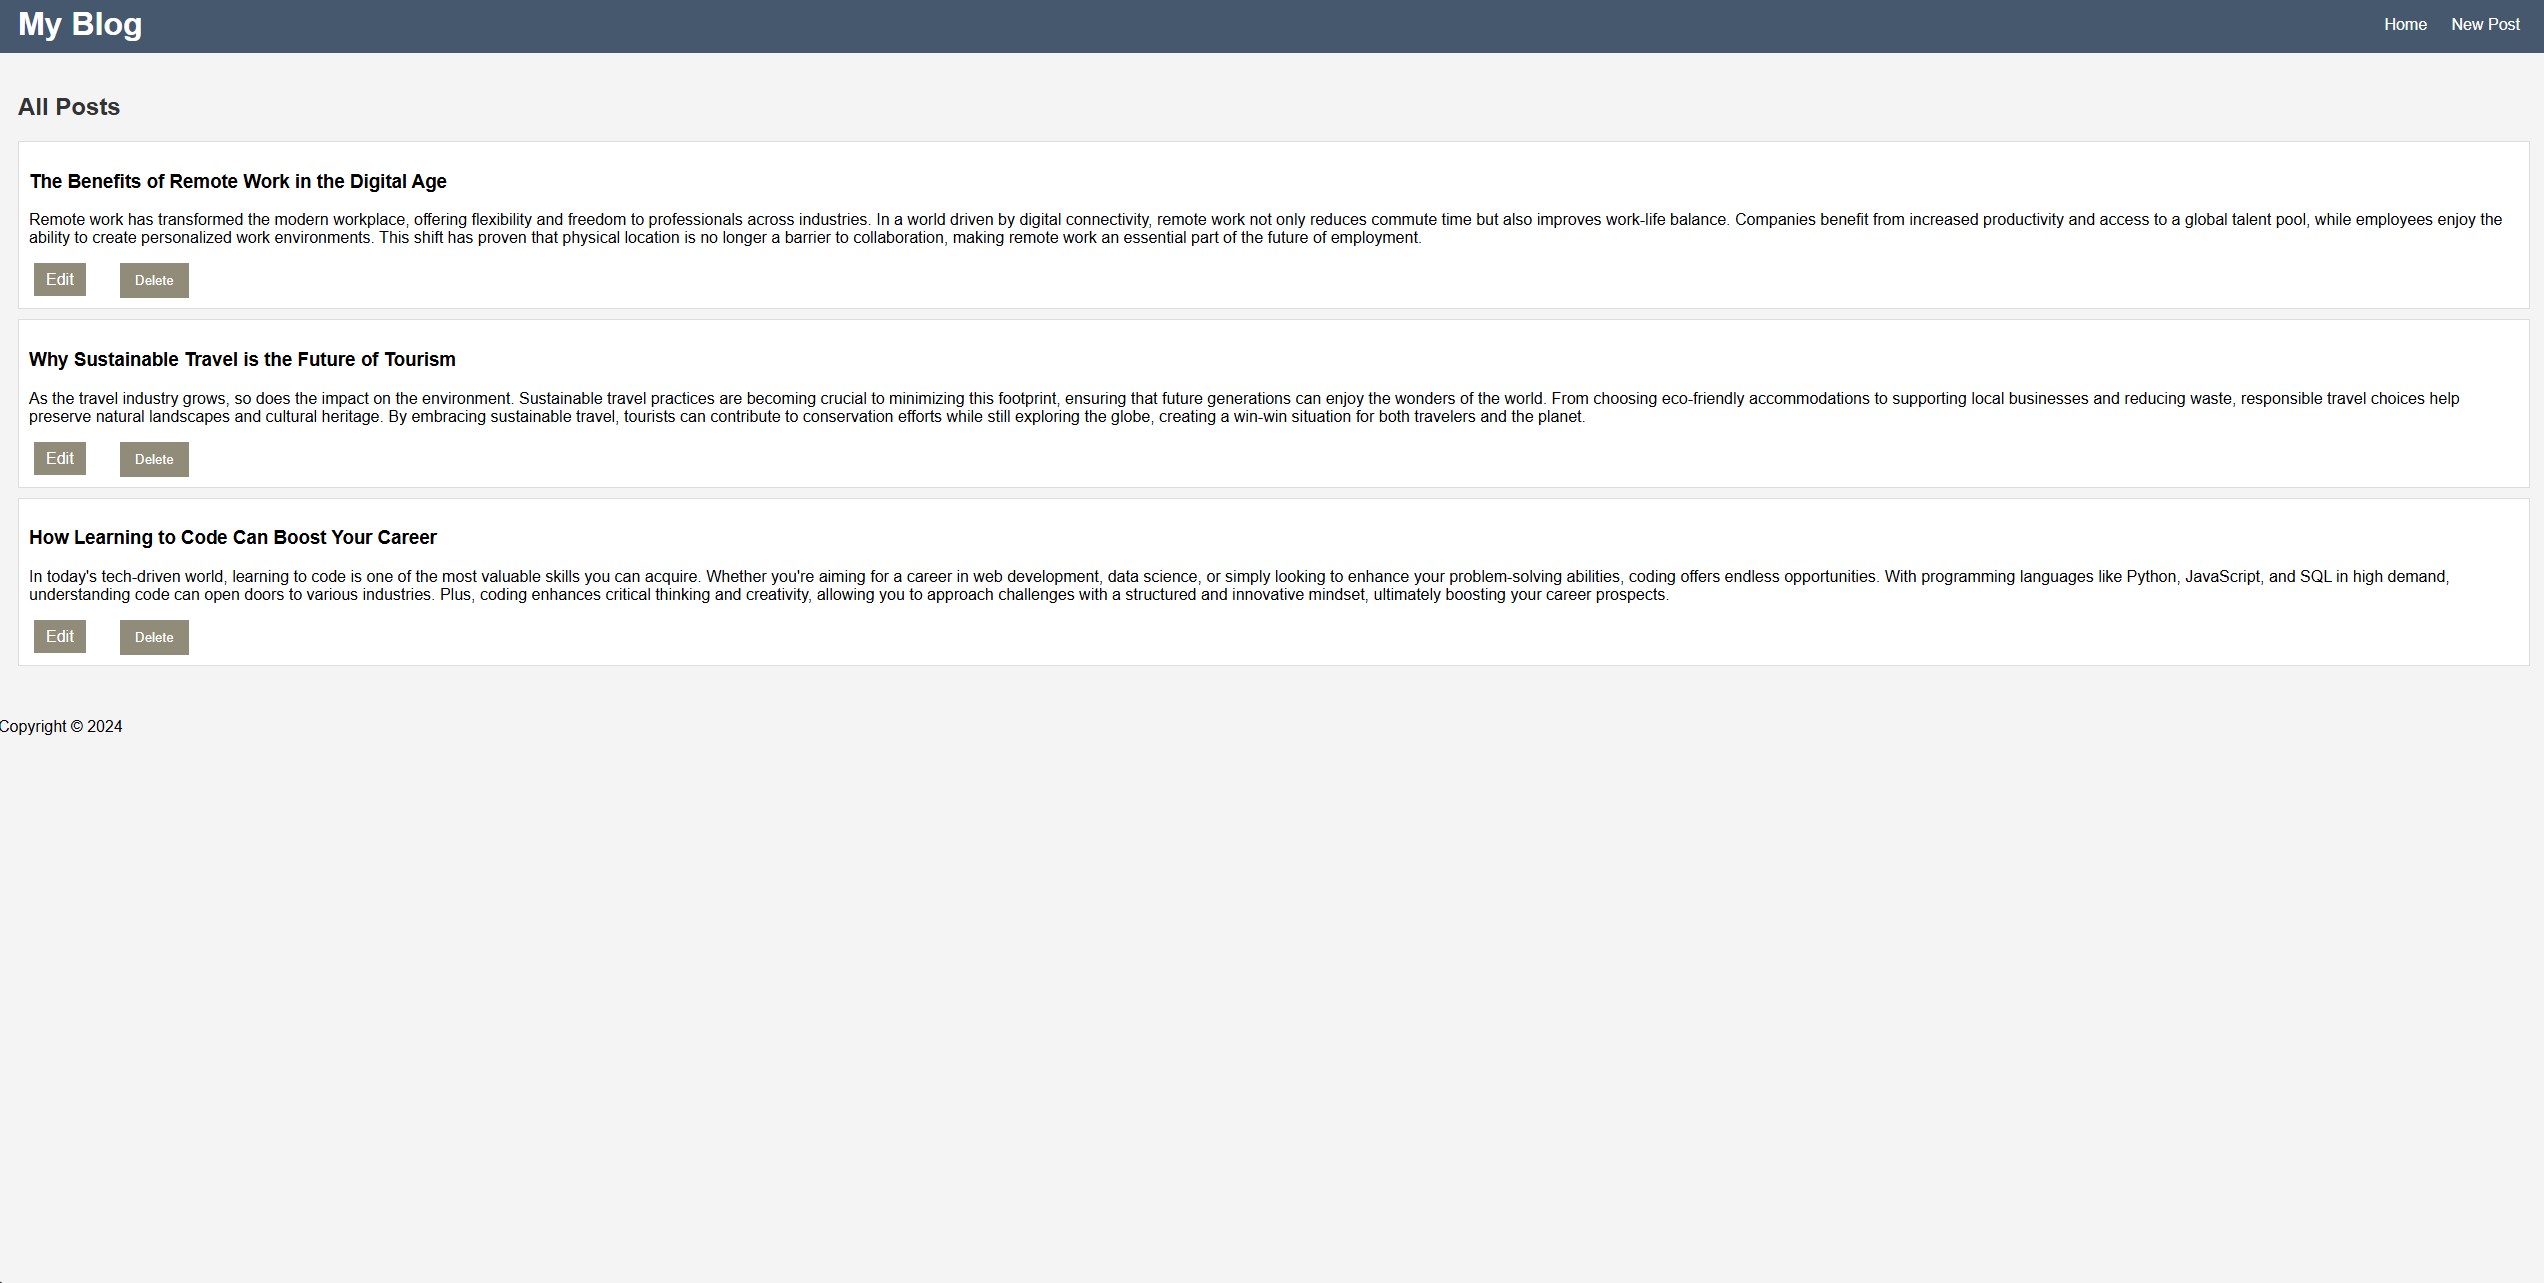 My Blog
Home New Post
All Posts
The Benefits of Remote Work in the Digital Age
Remote work has transformed the modern workplace, offering flexibility and freedom to professionals across industries. In a world driven by digital connectivity, remote work not only reduces commute time but also improves work-life balance. Companies benefit from increased productivity and access to a global talent pool, while employees enjoy the
ability to create personalized work environments. This shift has proven that physical location is no longer a barrier to collaboration, making remote work an essential part of the future of employment.
Edit Delete
Why Sustainable Travel is the Future of Tourism
As the travel industry grows, so does the impact on the environment. Sustainable travel practices are becoming crucial to minimizing this footprint, ensuring that future generations can enjoy the wonders of the world. From choosing eco-friendly accommodations to supporting local businesses and reducing waste, responsible travel choices help
preserve natural landscapes and cultural heritage. By embracing sustainable travel, tourists can contribute to conservation efforts while still exploring the globe, creating a win-win situation for both travelers and the planet.
Edit Delete
How Learning to Code Can Boost Your Career
In today's tech-driven world, learning to code is one of the most valuable skills you can acquire. Whether you're aiming for a career in web development, data science, or simply looking to enhance your problem-solving abilities, coding offers endless opportunities. With programming languages like Python, JavaScript, and SQL in high demand,
understanding code can open doors to various industries. Plus, coding enhances critical thinking and creativity, allowing you to approach challenges with a structured and innovative mindset, ultimately boosting your career prospects.
Edit Delete
Copyright © 2024